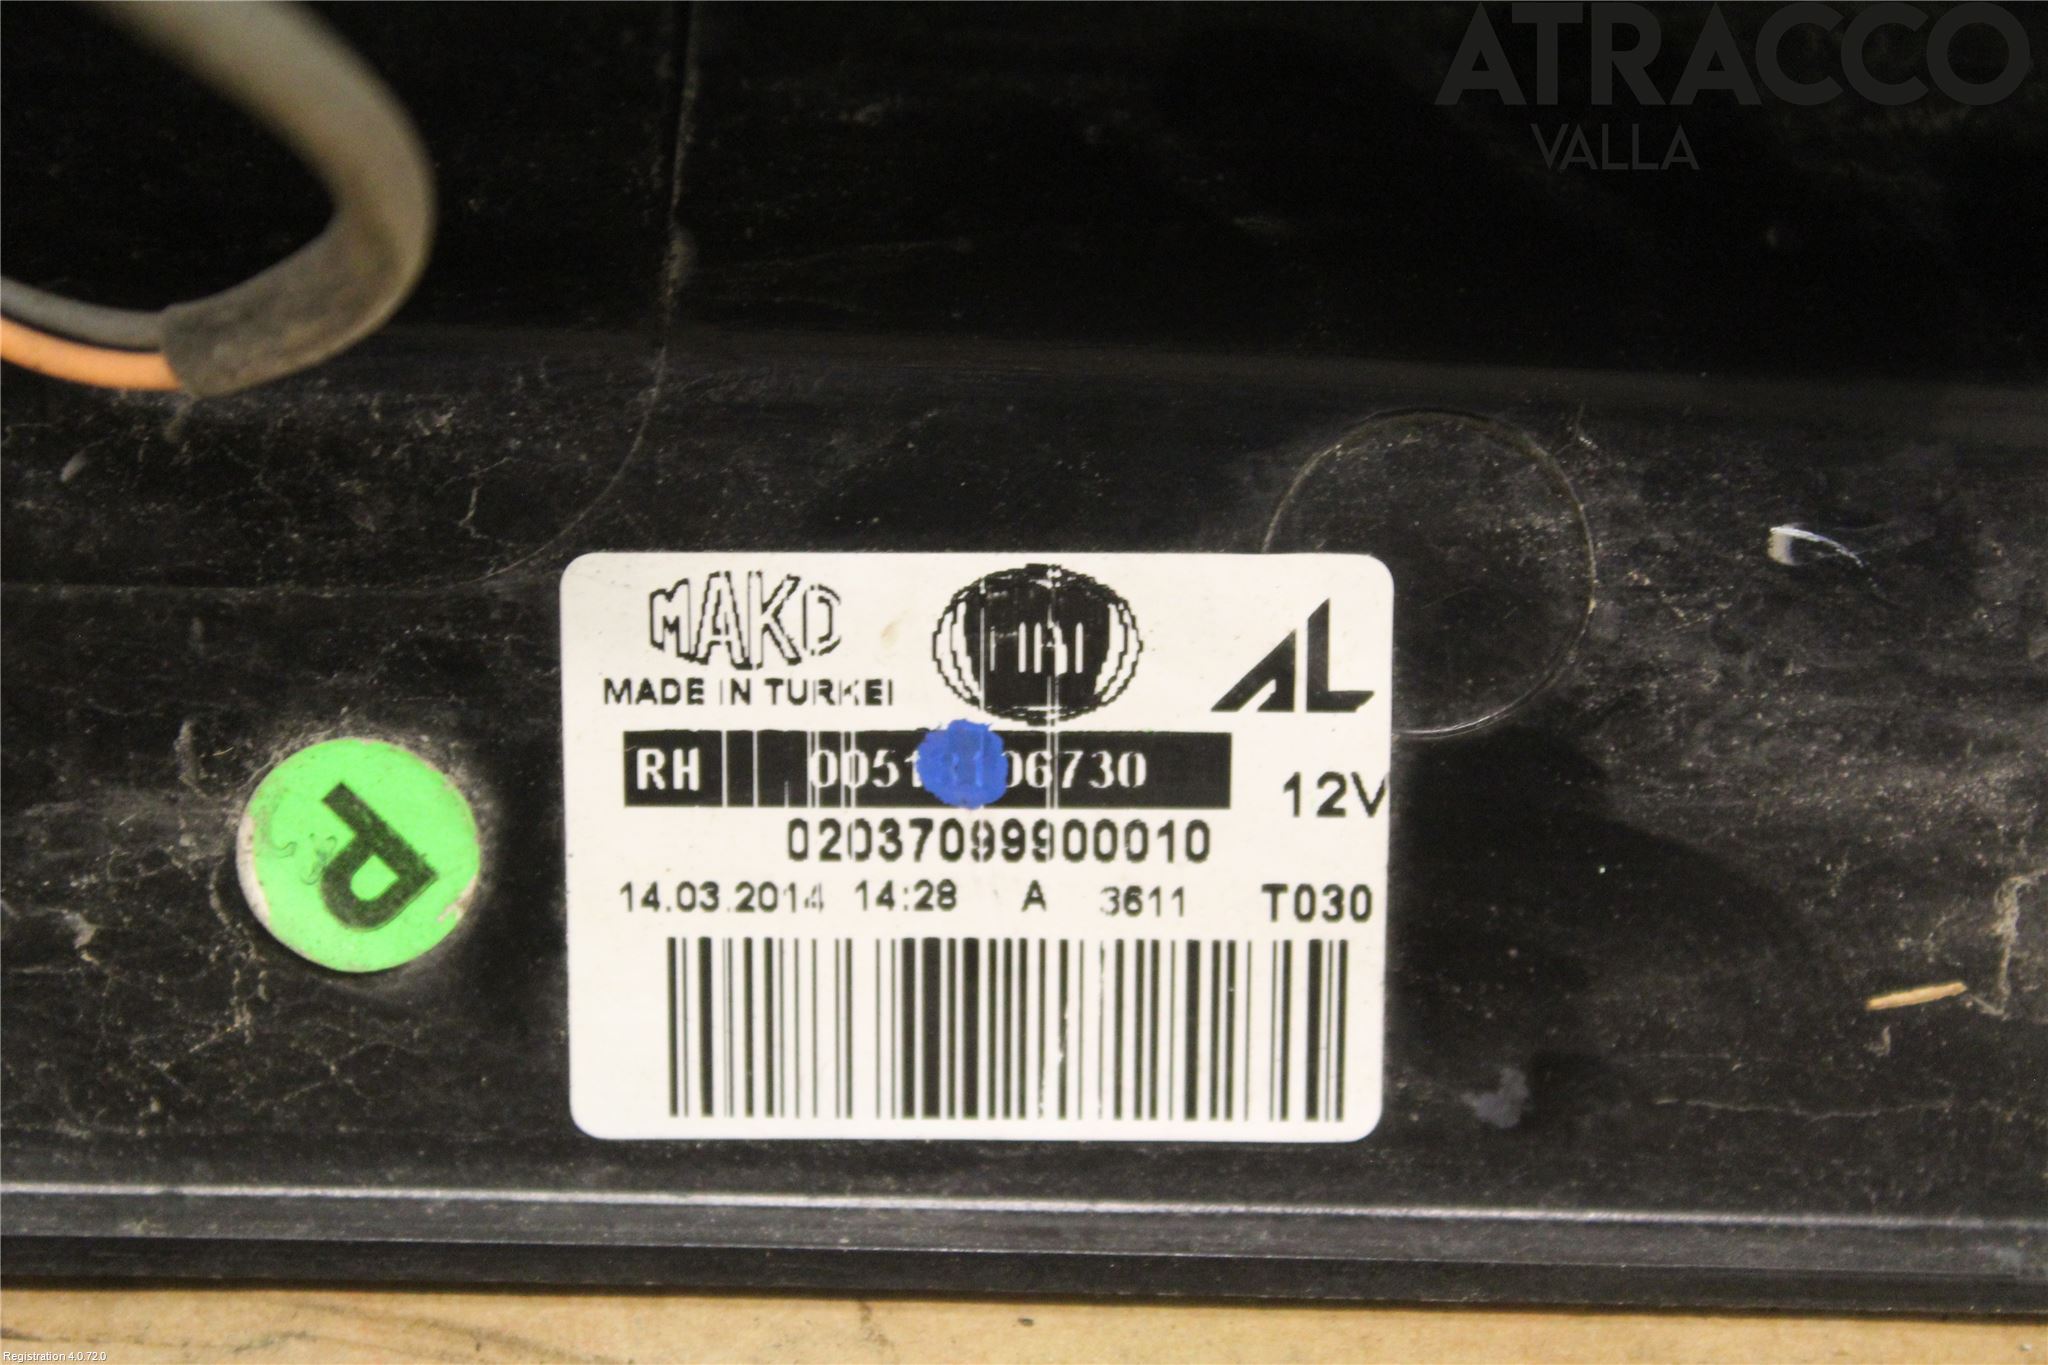 ATRACCO
VALLA
MAKO
FIAT
AL
MADE IN TURKEI
RH
12V
02037099900010
14.03.2014 14:28 A 3611 T030
P
Registration 4.0.72.0